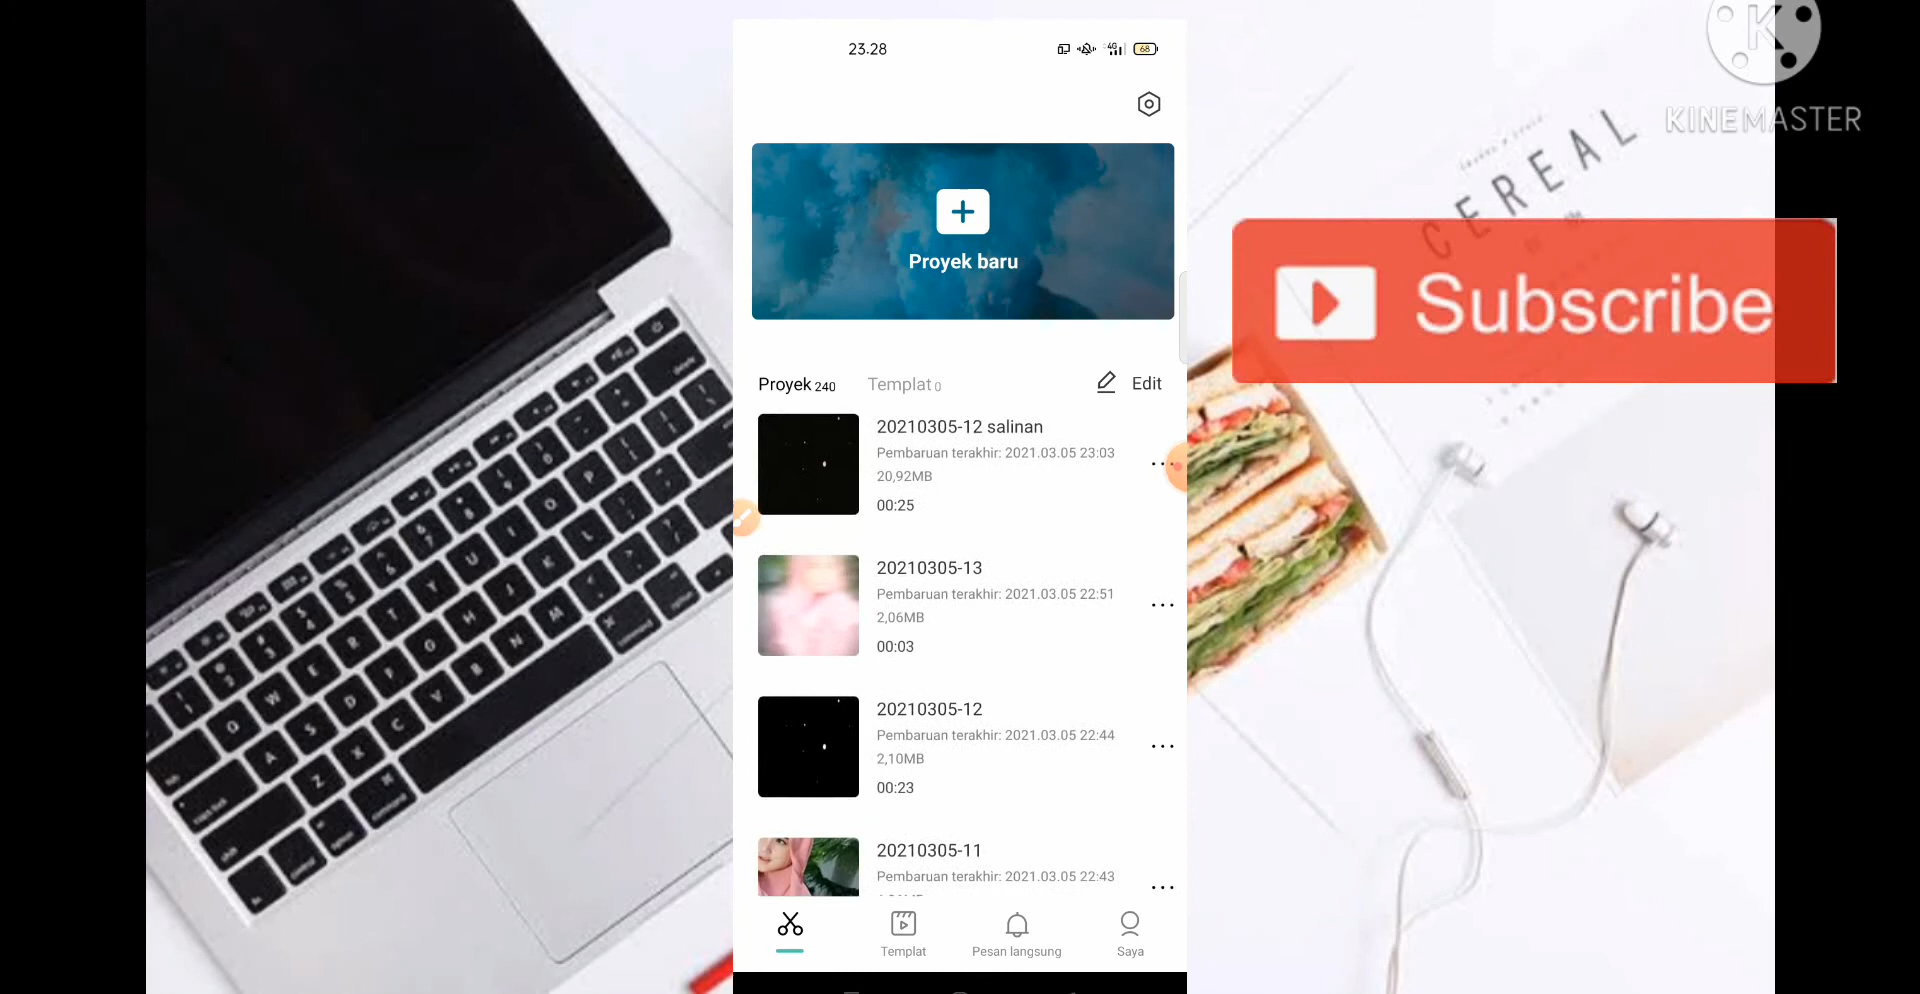 23.28
4G
68
KINEMASTER
CEREAL
Proyek baru
Subscribe
Proyek 240
Templat 0
Edit
20210305-12 salinan
Pembaruan terakhir: 2021.03.05 23:03
20,92MB
00:25
20210305-13
Pembaruan terakhir: 2021.03.05 22:51
2,06MB
00:03
20210305-12
Pembaruan terakhir: 2021.03.05 22:44
2,10MB
00:23
20210305-11
Pembaruan terakhir: 2021.03.05 22:43
Templat
Pesan langsung
Saya